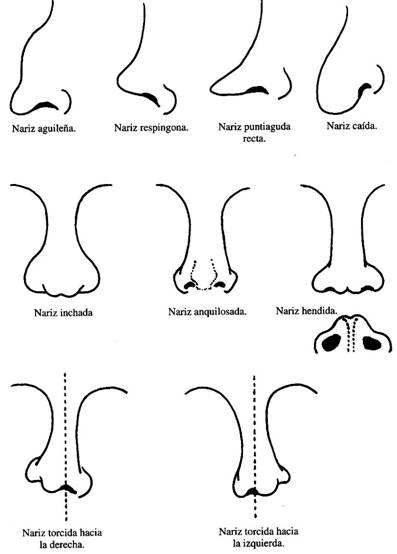 Nariz aguileña.
Nariz respingona.
Nariz puntiaguda
recta.
Nariz caída.
Nariz inchada
Nariz anquilosada.
Nariz hendida.
Nariz torcida hacia
la derecha.
Nariz torcida hacia
la izquierda.